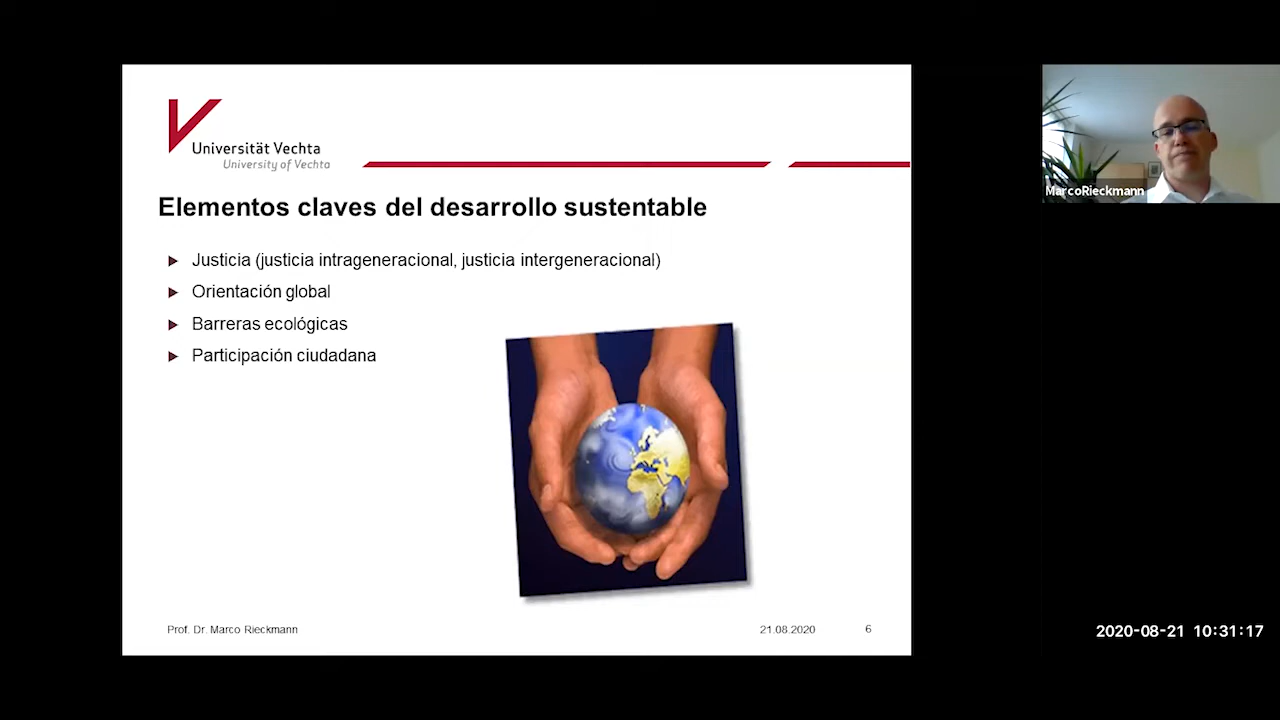 Universität Vechta
University of Vechta
Elementos claves del desarrollo sustentable
Justicia (justicia intrageneracional, justicia intergeneracional)
Orientación global
Barreras ecológicas
Participación ciudadana
Prof. Dr. Marco Rieckmann
21.08.2020
6
MarcoRieckmann
2020-08-21 10:31:17